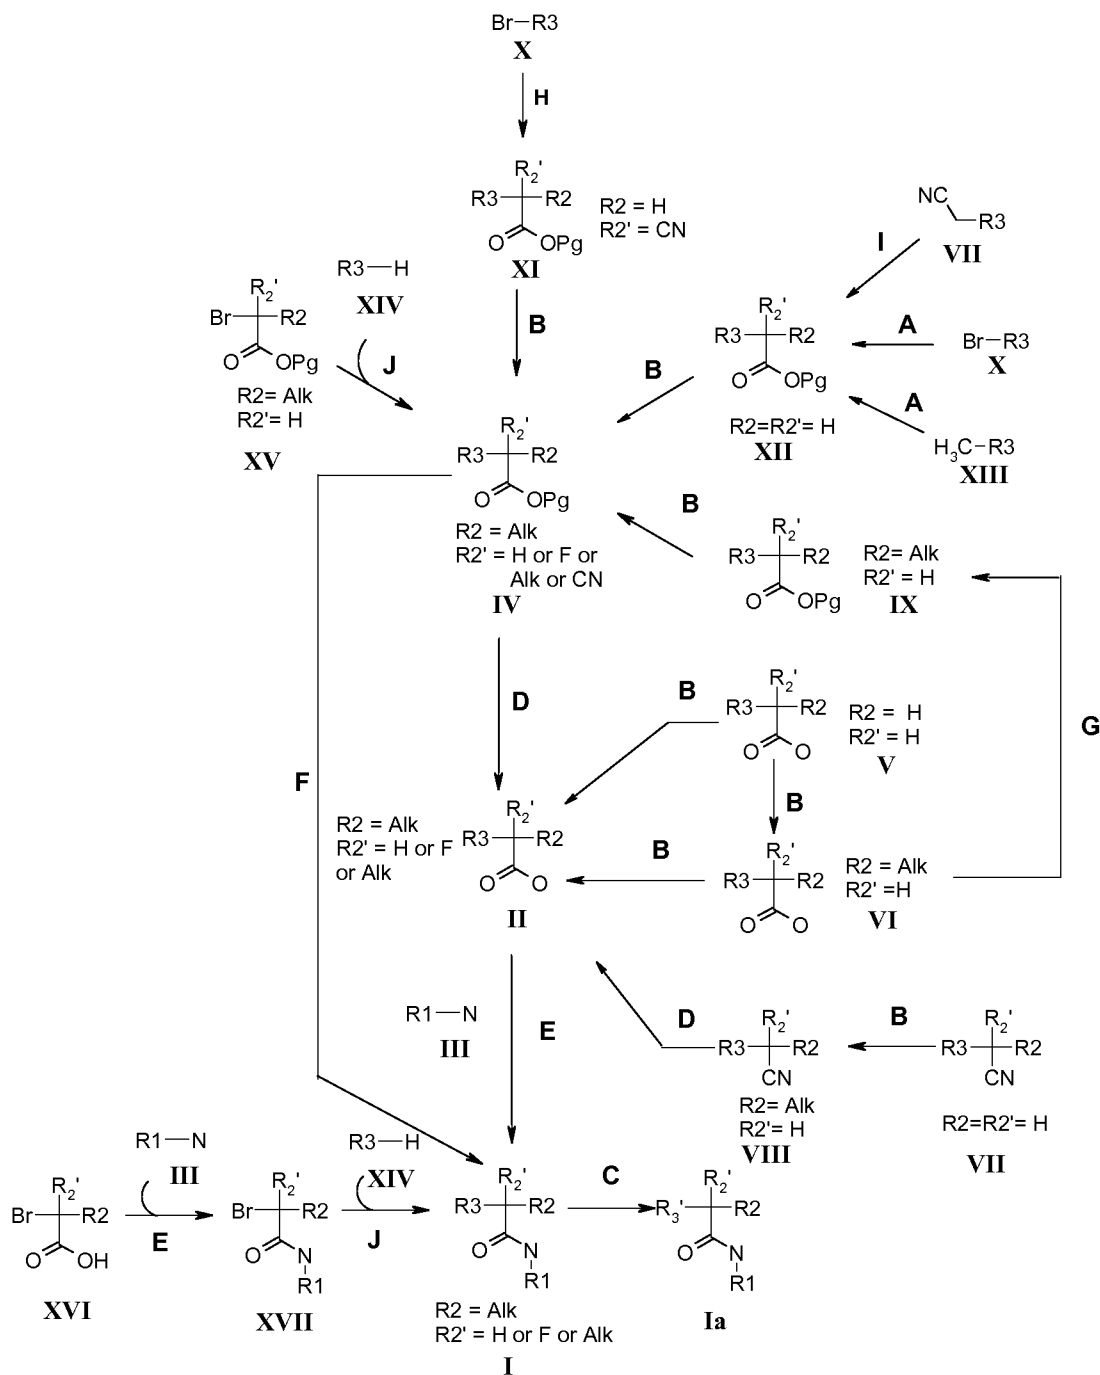 Br—R3
X
H
R2'
R3 R2
O OPg
XI
R2 = H
R2' = CN
NC
R3
VII
I
R3—H
XIV
R2'
Br R2
O OPg
R2= Alk
R2'= H
XV
J
B
R2'
R3 R2
O OPg
R2=R2'= H
XII
A
Br—R3
X
A
H3C—R3
XIII
B
R2'
R3 R2
O OPg
R2 = Alk
R2' = H or F or
Alk or CN
IV
B
R2'
R3 R2
O OPg
R2= Alk
R2'= H
IX
D
F
B
R2'
R3 R2
O O
R2 = H
R2' = H
V
G
B
R2 = Alk
R2' = H or F
or Alk
R2'
R3 R2
O O
II
B
R2'
R3 R2
O O
R2 = Alk
R2' =H
VI
R1—N
III
E
D
R2'
R3 R2
CN
R2= Alk
R2'= H
VIII
B
R2'
R3 R2
CN
R2=R2'= H
VII
R1—N
III
R2'
Br R2
O OH
XVI
E
R2'
Br R2
O N
R1
XVII
R3—H
XIV
J
R2'
R3 R2
O N
R1
R2 = Alk
R2' = H or F or Alk
I
C
R2'
R3' R2
O N
R1
Ia